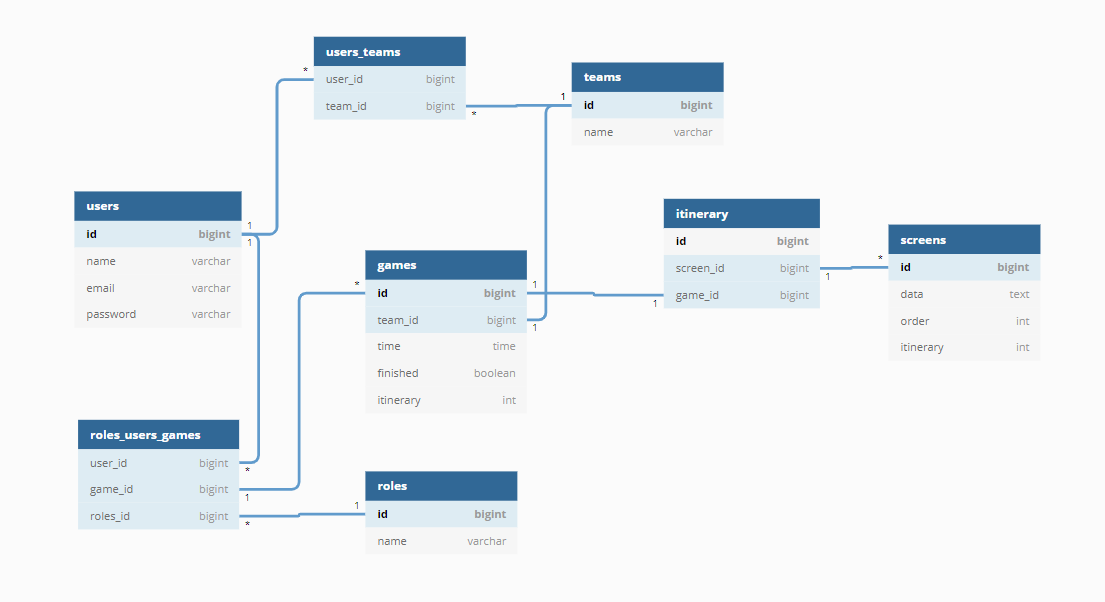 users_teams
user_id bigint
team_id bigint
*
*
teams
id bigint
name varchar
1
users
id bigint
name varchar
email varchar
password varchar
1
1
games
id bigint
team_id bigint
time time
finished boolean
itinerary int
*
1
1
itinerary
id bigint
screen_id bigint
game_id bigint
1
1
screens
id bigint
data text
order int
itinerary int
*
roles_users_games
user_id bigint
game_id bigint
roles_id bigint
*
1
*
roles
id bigint
name varchar
1